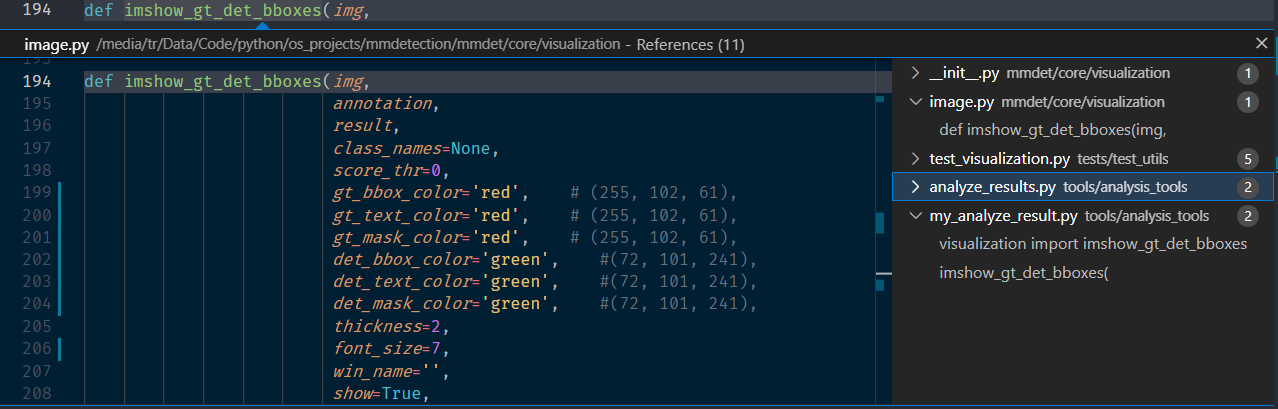 194 def imshow_gt_det_bboxes(img,
image.py /media/tr/Data/Code/python/os_projects/mmdetection/mmdet/core/visualization - References (11)
193
194 def imshow_gt_det_bboxes(img,
195 annotation,
196 result,
197 class_names=None,
198 score_thr=0,
199 gt_bbox_color='red', # (255, 102, 61),
200 gt_text_color='red', # (255, 102, 61),
201 gt_mask_color='red', # (255, 102, 61),
202 det_bbox_color='green', #(72, 101, 241),
203 det_text_color='green', #(72, 101, 241),
204 det_mask_color='green', #(72, 101, 241),
205 thickness=2,
206 font_size=7,
207 win_name='',
208 show=True,
__init__.py mmdet/core/visualization 1
image.py mmdet/core/visualization 1
def imshow_gt_det_bboxes(img,
test_visualization.py tests/test_utils 5
analyze_results.py tools/analysis_tools 2
my_analyze_result.py tools/analysis_tools 2
visualization import imshow_gt_det_bboxes
imshow_gt_det_bboxes(